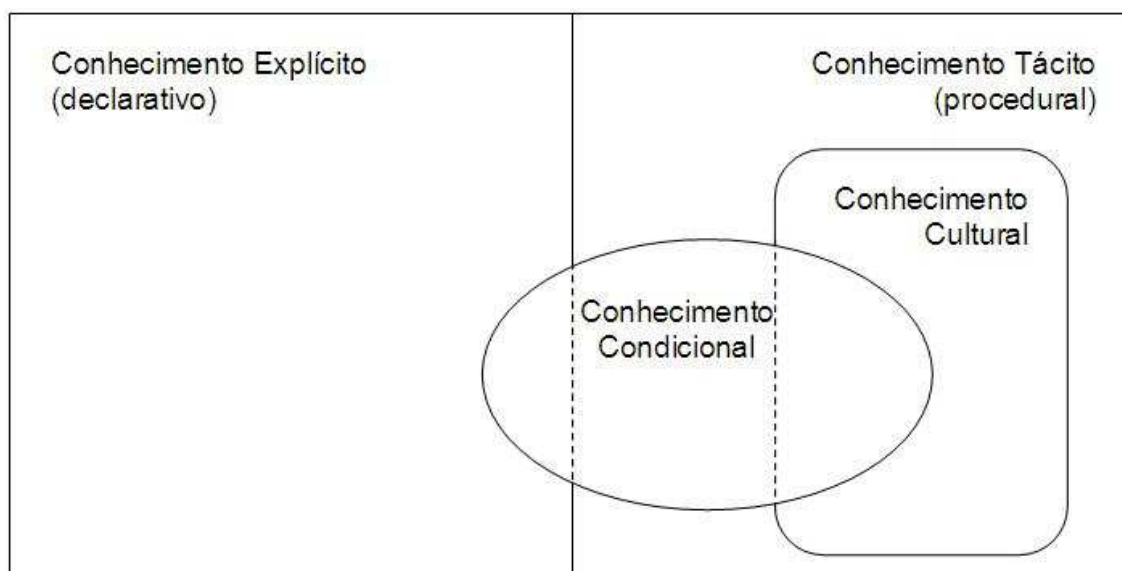 Conhecimento Explícito
(declarativo)
Conhecimento Tácito
(procedural)
Conhecimento
Cultural
Conhecimento
Condicional